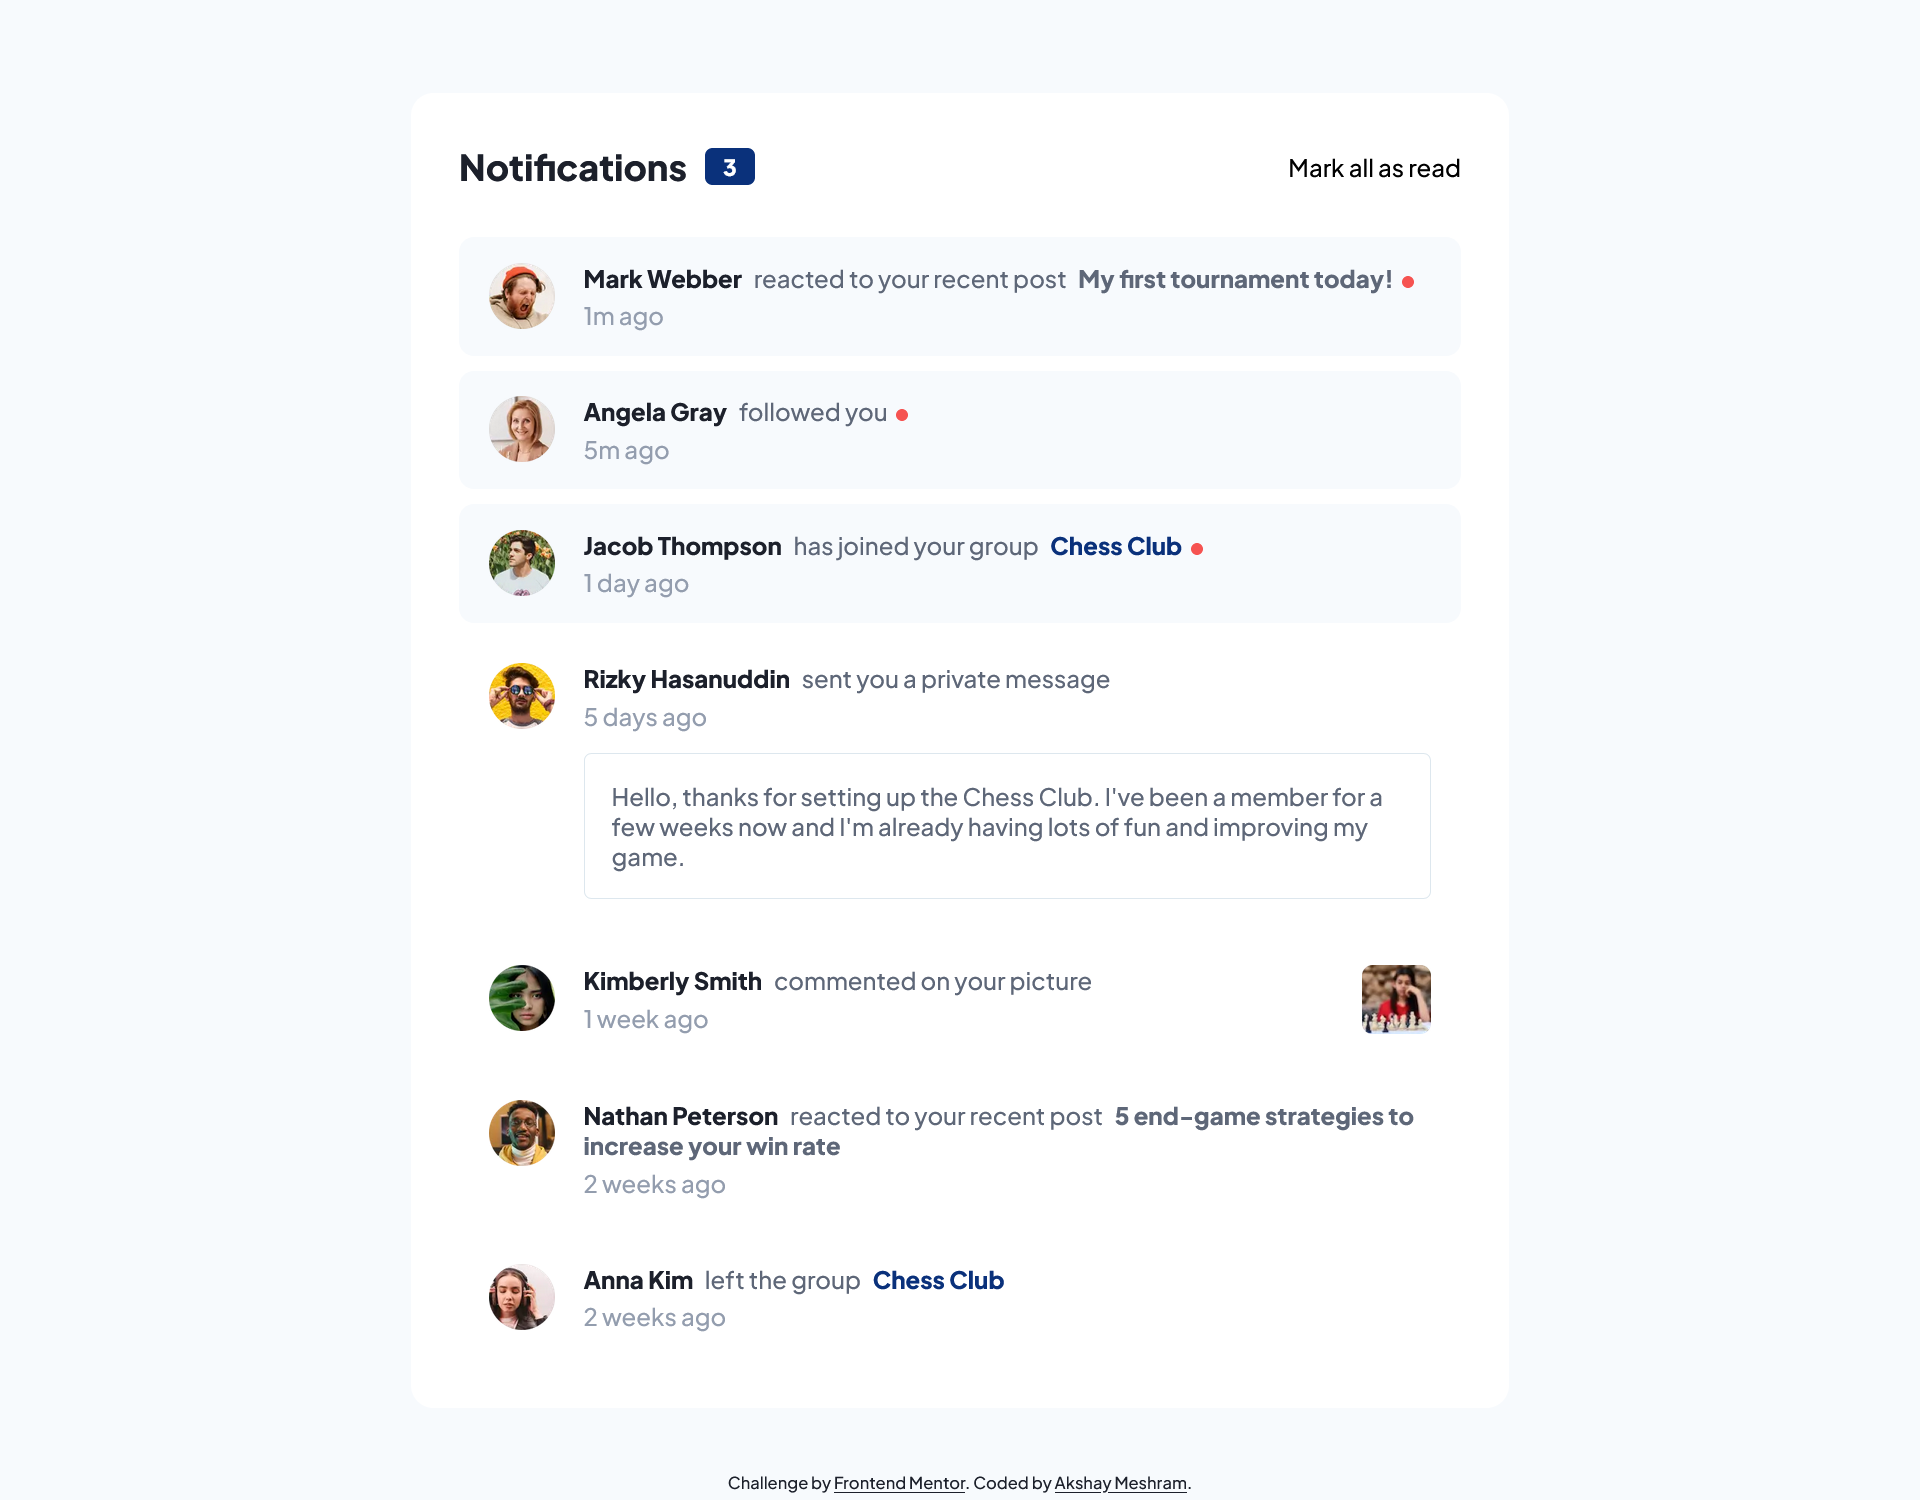 Notifications 3 Mark all as read
Mark Webber reacted to your recent post My first tournament today!
1m ago
Angela Gray followed you
5m ago
Jacob Thompson has joined your group Chess Club
1 day ago
Rizky Hasanuddin sent you a private message
5 days ago
Hello, thanks for setting up the Chess Club. I've been a member for a
few weeks now and I'm already having lots of fun and improving my
game.
Kimberly Smith commented on your picture
1 week ago
Nathan Peterson reacted to your recent post 5 end-game strategies to
increase your win rate
2 weeks ago
Anna Kim left the group Chess Club
2 weeks ago
Challenge by Frontend Mentor. Coded by Akshay Meshram.